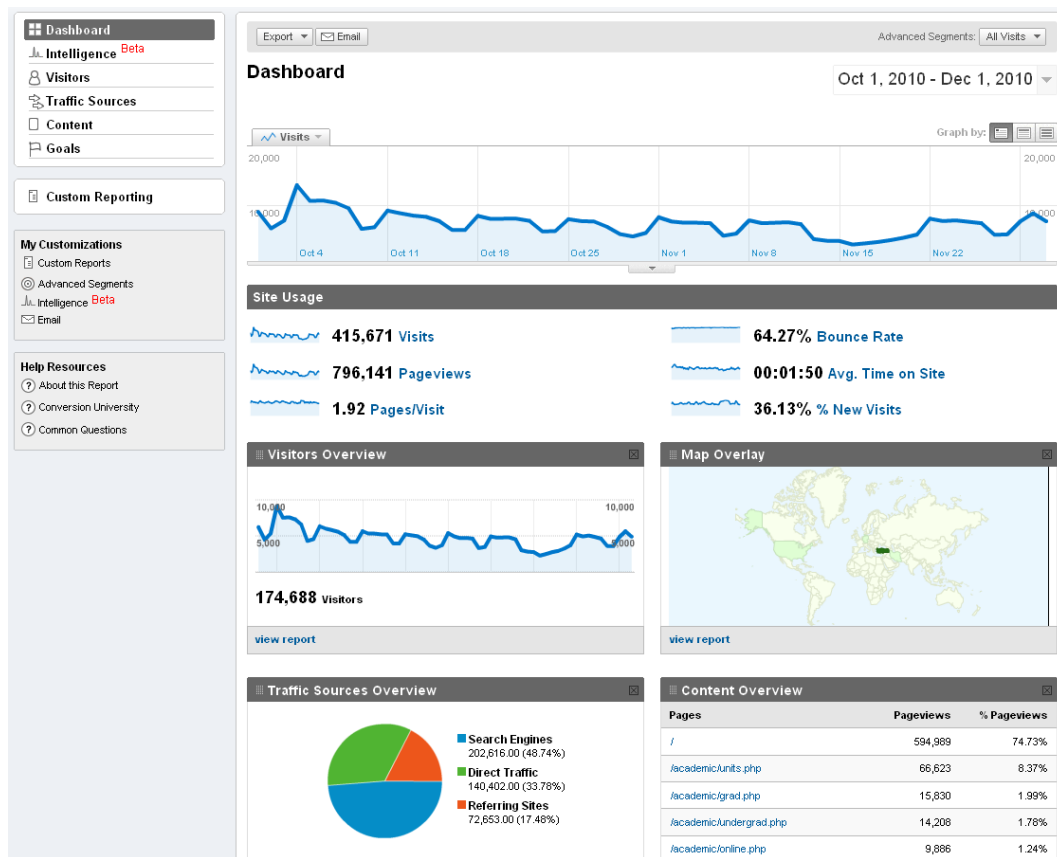 Dashboard
Intelligence Beta
Visitors
Traffic Sources
Content
Goals
Custom Reporting
My Customizations
Custom Reports
Advanced Segments
Intelligence Beta
Email
Help Resources
? About this Report
? Conversion University
? Common Questions
Export Email Advanced Segments: All Visits
Dashboard
Oct 1, 2010 - Dec 1, 2010
Visits Graph by:
20,000 20,000
10,000 10,000
Oct 4 Oct 11 Oct 18 Oct 25 Nov 1 Nov 8 Nov 15 Nov 22
Site Usage
415,671 Visits 64.27% Bounce Rate
796,141 Pageviews 00:01:50 Avg. Time on Site
1.92 Pages/Visit 36.13% % New Visits
Visitors Overview
10,000 10,000
5,000 5,000
174,688 Visitors
view report
Map Overlay
view report
Traffic Sources Overview
Search Engines
202,616.00 (48.74%)
Direct Traffic
140,402.00 (33.78%)
Referring Sites
72,653.00 (17.48%)
Content Overview
Pages Pageviews % Pageviews
/ 594,989 74.73%
/academic/units.php 66,623 8.37%
/academic/grad.php 15,830 1.99%
/academic/undergrad.php 14,208 1.78%
/academic/online.php 9,886 1.24%